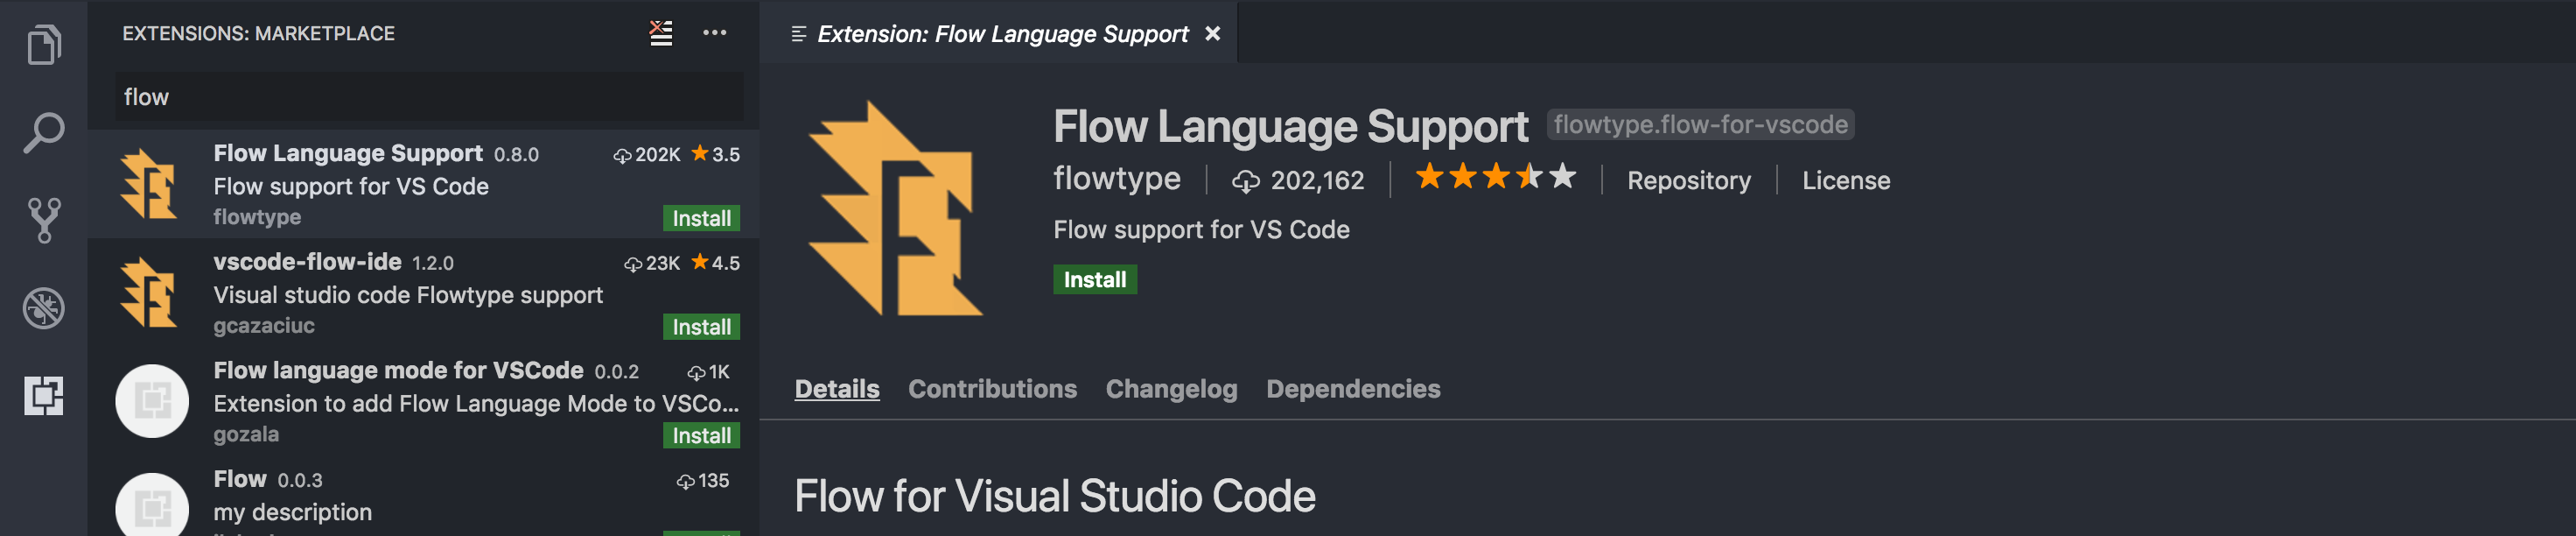 EXTENSIONS: MARKETPLACE
flow
Flow Language Support 0.8.0 202K 3.5
Flow support for VS Code
flowtype Install
vscode-flow-ide 1.2.0 23K 4.5
Visual studio code Flowtype support
gcazaciuc Install
Flow language mode for VSCode 0.0.2 1K
Extension to add Flow Language Mode to VSCo...
gozala Install
Flow 0.0.3 135
my description
Extension: Flow Language Support
Flow Language Support flowtype.flow-for-vscode
flowtype 202,162 Repository License
Flow support for VS Code
Install
Details Contributions Changelog Dependencies
Flow for Visual Studio Code